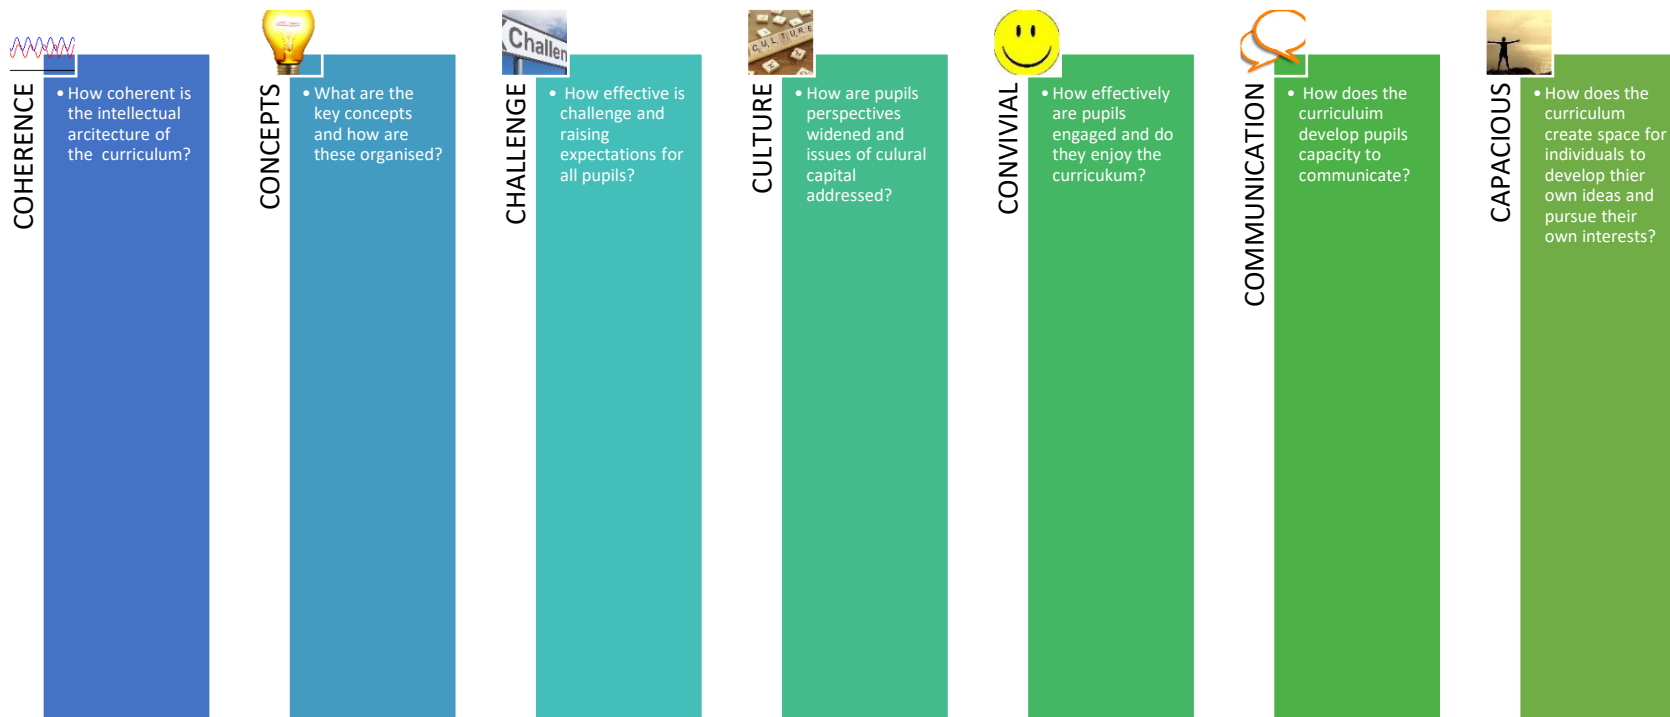 COHERENCE
• How coherent is
the intellectual
arcitecture of
the curriculum?
CONCEPTS
• What are the
key concepts
and how are
these organised?
Challen
CHALLENGE
• How effective is
challenge and
raising
expectations for
all pupils?
CULTURE
CULTURE
• How are pupils
perspectives
widened and
issues of culural
capital
addressed?
CONVIVIAL
• How effectively
are pupils
engaged and do
they enjoy the
curricukum?
COMMUNICATION
• How does the
curriculuim
develop pupils
capacity to
communicate?
CAPACIOUS
• How does the
curriculum
create space for
individuals to
develop thier
own ideas and
pursue their
own interests?